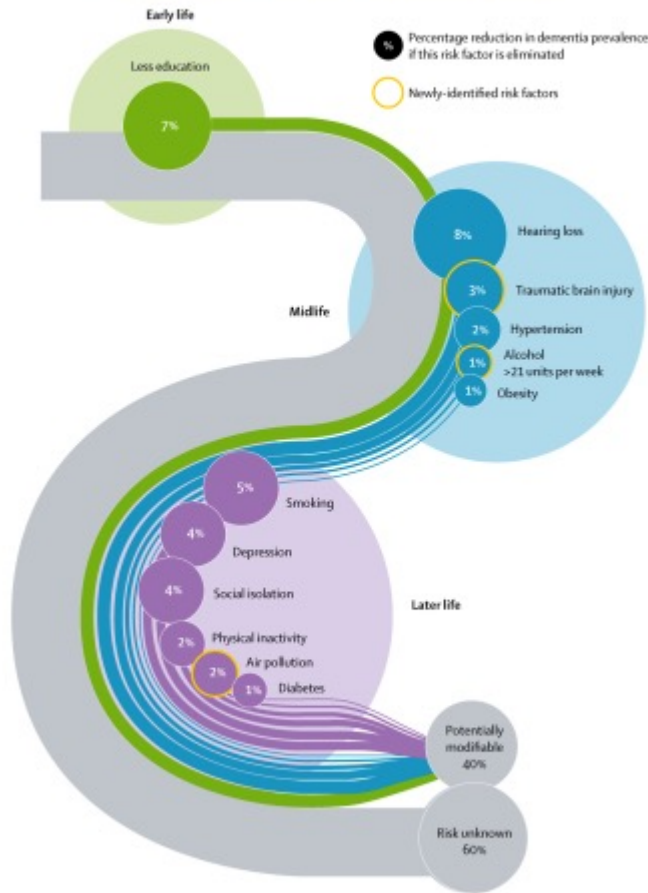 Early life
% Percentage reduction in dementia prevalence
if this risk factor is eliminated
Less education
Newly-identified risk factors
7%
8% Hearing loss
3% Traumatic brain injury
Midlife
2% Hypertension
1% Alcohol
>21 units per week
1% Obesity
5% Smoking
4% Depression
4% Social isolation
Later life
2% Physical inactivity
2% Air pollution
1% Diabetes
Potentially
modifiable
40%
Risk unknown
60%